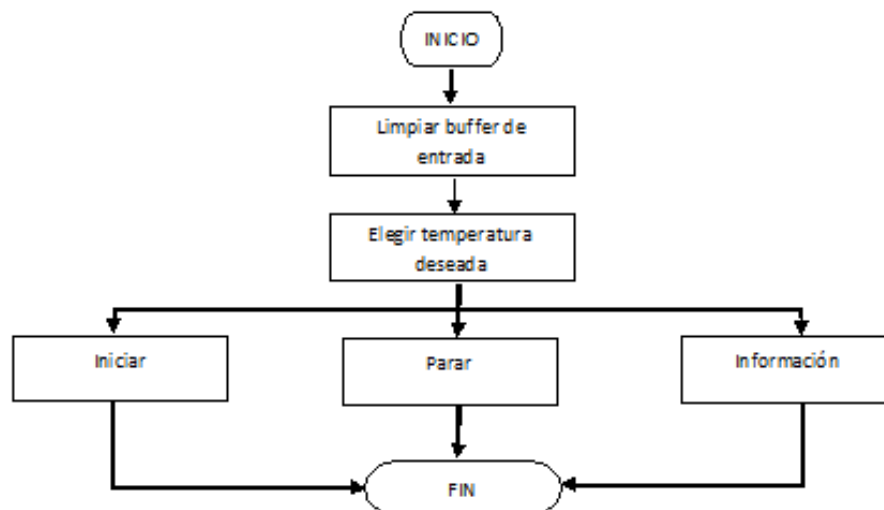 INICIO
Limpiar buffer de
entrada
Elegir temperatura
deseada
Iniciar
Parar
Información
FIN